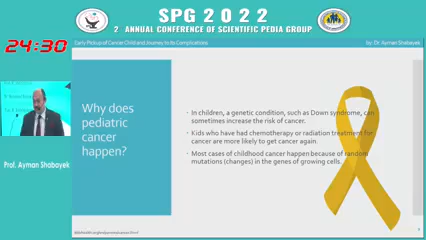 SPG 2022
2 ANNUAL CONFERENCE OF SCIENTIFIC PEDIA GROUP
24:30
Early Pickup of Cancer Child and Journey to its Complications
by: Dr. Ayman Shabayek
Why does
pediatric
cancer
happen?
• In children, a genetic condition, such as Down syndrome, can
sometimes increase the risk of cancer.
• Kids who have had chemotherapy or radiation treatment for
cancer are more likely to get cancer again.
• Most cases of childhood cancer happen because of random
mutations (changes) in the genes of growing cells.
Prof. Ayman Shabayek